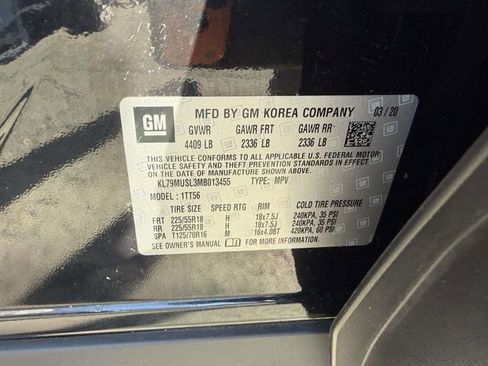 GM
MFD BY GM KOREA COMPANY 03/20
GVWR GAWR FRT GAWR RR
4409 LB 2336 LB 2336 LB
THIS VEHICLE CONFORMS TO ALL APPLICABLE U.S. FEDERAL MOTOR
VEHICLE SAFETY AND THEFT PREVENTION STANDARDS IN EFFECT
ON THE DATE OF MANUFACTURE SHOWN ABOVE.
KL79MUSL3MB013455 TYPE: MPV
MODEL: 1TT56
TIRE SIZE SPEED RTG RIM COLD TIRE PRESSURE
FRT 225/55R18 H 18x7.5J 240KPA, 35 PSI
RR 225/55R18 H 18x7.5J 240KPA, 35 PSI
SPA T125/70R16 M 16x4.0BT 420KPA, 60 PSI
SEE OWNER'S MANUAL FOR MORE INFORMATION.